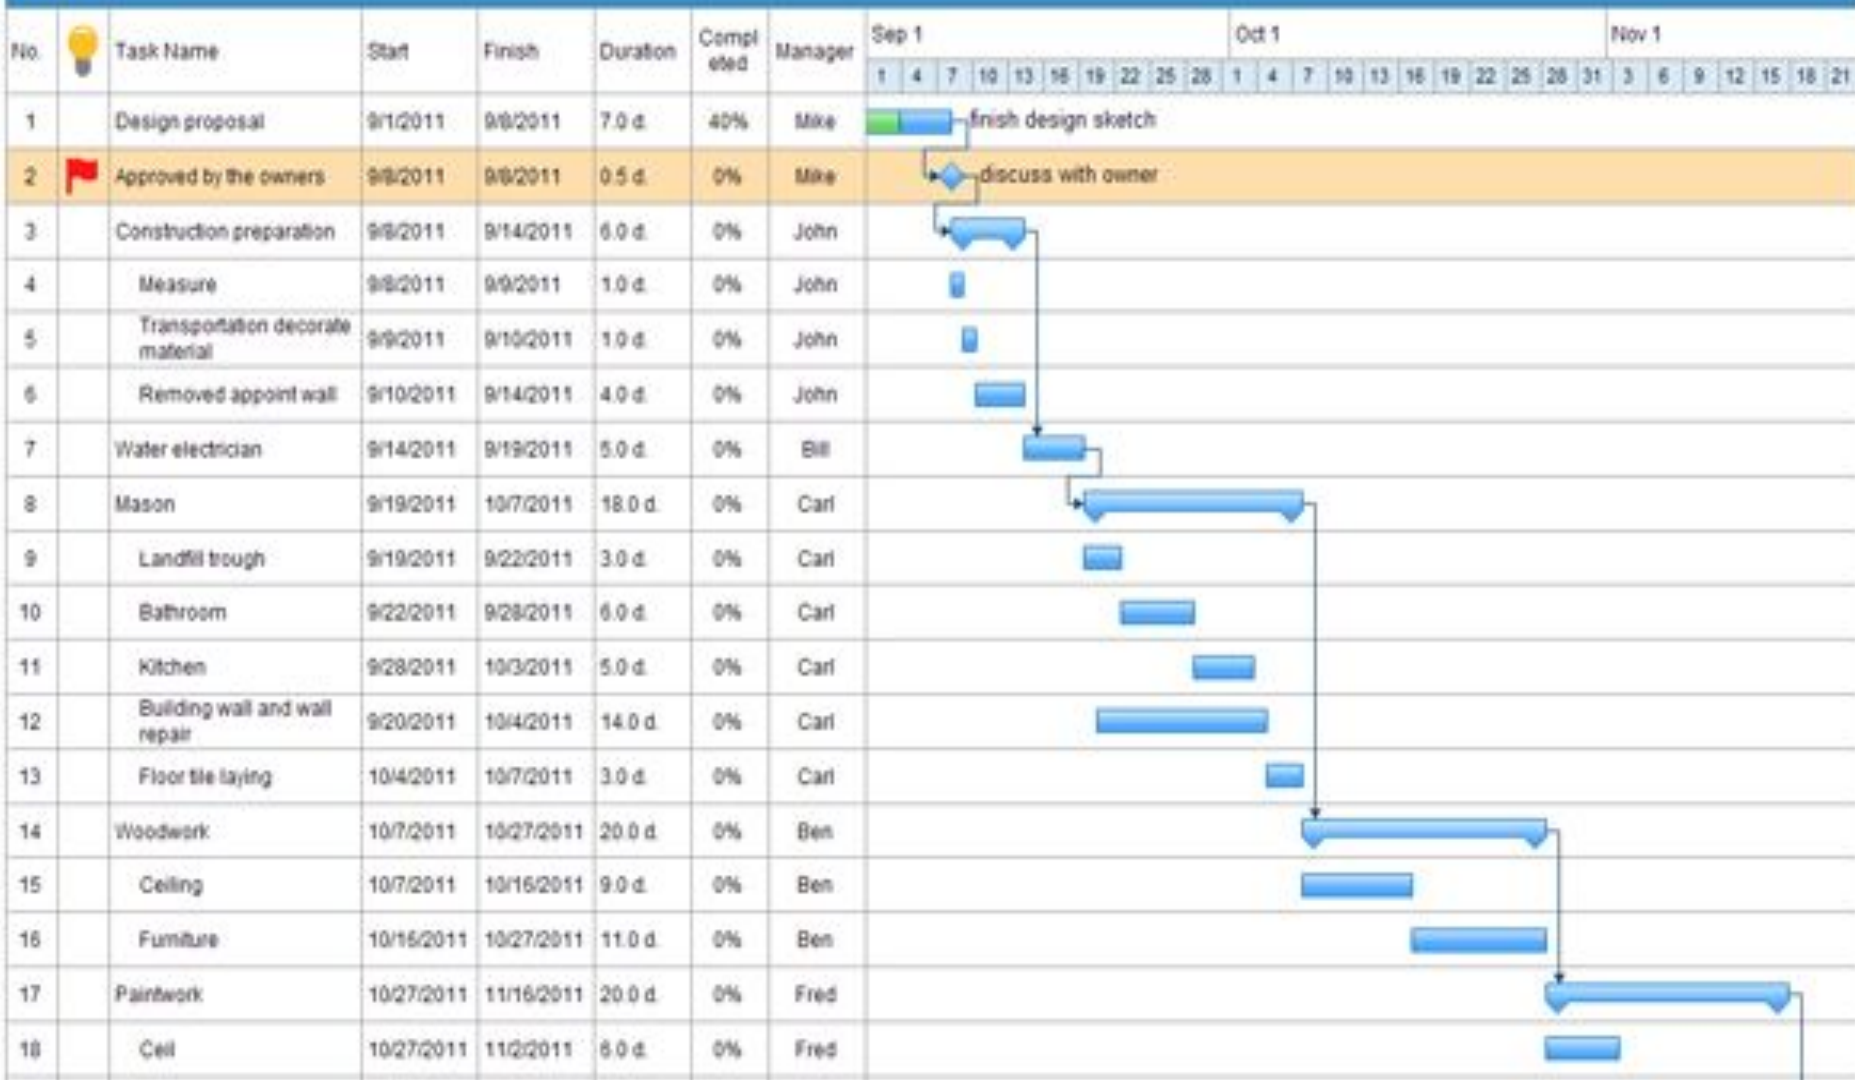 No. Task Name Start Finish Duration Compl eted Manager Sep 1 Oct 1 Nov 1
1 4 7 10 13 16 19 22 25 28 1 4 7 10 13 16 19 22 25 28 31 3 6 9 12 15 18 21
1 Design proposal 9/1/2011 9/8/2011 7.0 d. 40% Mike finish design sketch
2 Approved by the owners 9/8/2011 9/8/2011 0.5 d. 0% Mike discuss with owner
3 Construction preparation 9/8/2011 9/14/2011 6.0 d. 0% John
4 Measure 9/8/2011 9/9/2011 1.0 d. 0% John
5 Transportation decorate material 9/9/2011 9/10/2011 1.0 d. 0% John
6 Removed appoint wall 9/10/2011 9/14/2011 4.0 d. 0% John
7 Water electrician 9/14/2011 9/19/2011 5.0 d. 0% Bill
8 Mason 9/19/2011 10/7/2011 18.0 d. 0% Carl
9 Landfill trough 9/19/2011 9/22/2011 3.0 d. 0% Carl
10 Bathroom 9/22/2011 9/28/2011 6.0 d. 0% Carl
11 Kitchen 9/28/2011 10/3/2011 5.0 d. 0% Carl
12 Building wall and wall repair 9/20/2011 10/4/2011 14.0 d. 0% Carl
13 Floor tile laying 10/4/2011 10/7/2011 3.0 d. 0% Carl
14 Woodwork 10/7/2011 10/27/2011 20.0 d. 0% Ben
15 Ceiling 10/7/2011 10/16/2011 9.0 d. 0% Ben
16 Furniture 10/16/2011 10/27/2011 11.0 d. 0% Ben
17 Paintwork 10/27/2011 11/16/2011 20.0 d. 0% Fred
18 Ceil 10/27/2011 11/2/2011 6.0 d. 0% Fred